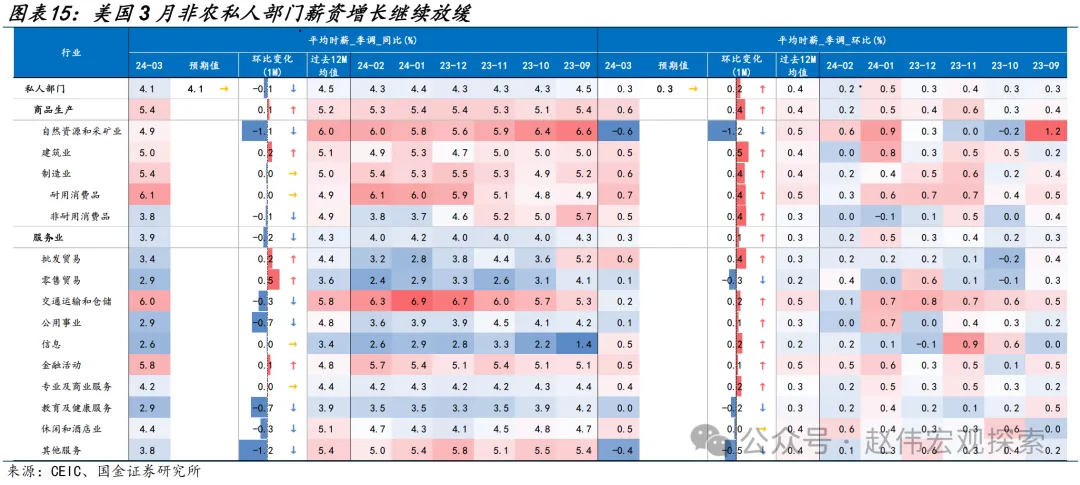 图表15：美国3月非农私人部门薪资增长继续放缓
行业 平均时薪_季调_同比(%) 平均时薪_季调_环比(%)
24-03 预期值 环比变化(1M) 过去12M均值 24-02 24-01 23-12 23-11 23-10 23-09 24-03 预期值 环比变化(1M) 过去12M均值 24-02 24-01 23-12 23-11 23-10 23-09
私人部门 4.1 4.1 → -0.1 ↓ 4.5 4.3 4.4 4.3 4.3 4.3 4.5 0.3 0.3 → 0.2 ↑ 0.4 0.2 0.5 0.3 0.4 0.3 0.3
商品生产 5.4 0.1 ↑ 5.2 5.3 5.4 5.4 5.3 5.1 5.4 0.6 0.4 ↑ 0.4 0.2 0.5 0.4 0.6 0.3 0.4
自然资源和采矿业 4.9 -1.1 ↓ 6.0 6.0 5.8 5.6 5.9 6.4 6.6 -0.6 -1.2 ↓ 0.5 0.6 0.9 0.3 0.0 -0.2 1.2
建筑业 5.0 0.2 ↑ 5.1 4.9 5.3 4.7 5.0 5.0 5.0 0.5 0.5 ↑ 0.4 0.0 0.8 0.3 0.5 0.5 0.2
制造业 5.4 0.0 → 5.0 5.4 5.5 5.5 5.3 4.9 5.2 0.6 0.4 ↑ 0.4 0.2 0.4 0.5 0.6 0.2 0.4
耐用消费品 6.1 0.0 → 4.9 6.1 6.0 5.9 5.1 4.8 4.9 0.7 0.4 ↑ 0.5 0.3 0.6 0.7 0.7 0.4 0.5
非耐用消费品 3.8 -0.1 ↓ 4.9 3.8 3.7 4.6 5.2 5.0 5.7 0.5 0.4 ↑ 0.3 0.0 -0.1 0.1 0.5 0.0 0.4
服务业 3.9 -0.2 ↓ 4.3 4.0 4.2 4.0 4.0 4.0 4.3 0.3 0.1 ↑ 0.3 0.2 0.5 0.3 0.4 0.2 0.3
批发贸易 3.4 0.2 ↑ 4.4 3.2 2.8 3.8 4.4 3.6 5.2 0.6 0.4 ↑ 0.3 0.2 0.2 0.2 0.1 -0.2 0.4
零售贸易 2.9 0.5 ↑ 3.6 2.4 2.9 3.3 2.6 3.1 4.1 0.1 -0.3 ↓ 0.2 0.4 0.0 0.6 0.1 -0.1 0.3
交通运输和仓储 6.0 -0.3 ↓ 5.8 6.3 6.9 6.7 6.0 5.7 5.3 0.2 0.2 ↑ 0.5 0.1 0.7 0.8 0.7 0.6 0.5
公用事业 2.9 -0.7 ↓ 4.8 3.6 3.9 3.9 4.5 4.1 4.2 0.1 0.1 ↑ 0.3 0.0 0.7 0.0 0.4 0.3 0.2
信息 2.6 0.0 → 3.4 2.6 2.9 2.8 3.3 2.2 1.4 0.5 0.2 ↑ 0.2 0.2 0.1 -0.1 0.9 0.6 0.0
金融活动 5.8 0.1 ↑ 4.8 5.7 5.4 5.1 5.4 5.1 5.1 0.5 0.1 ↑ 0.5 0.5 0.6 0.3 0.5 0.1 0.5
专业及商业服务 4.2 0.0 → 4.4 4.2 4.3 4.2 4.2 4.3 4.4 0.4 0.2 ↑ 0.3 0.2 0.5 0.3 0.5 0.3 0.2
教育及健康服务 2.9 -0.7 ↓ 3.9 3.5 3.5 3.3 3.5 3.9 4.2 0.0 -0.2 ↓ 0.3 0.2 0.4 0.2 0.1 0.2 0.5
休闲和酒店业 4.4 -0.3 ↓ 5.1 4.7 4.3 4.1 4.5 4.8 4.7 0.5 0.0 → 0.4 0.6 0.4 0.3 0.3 0.6 0.0
其他服务 3.8 -1.2 ↓ 5.4 5.0 5.4 5.8 5.1 5.5 5.4 -0.4 -0.5 ↓ 0.4 0.1 0.3 0.6 0.3 0.4 0.2
公众号·赵伟宏观探索
来源：CEIC、国金证券研究所